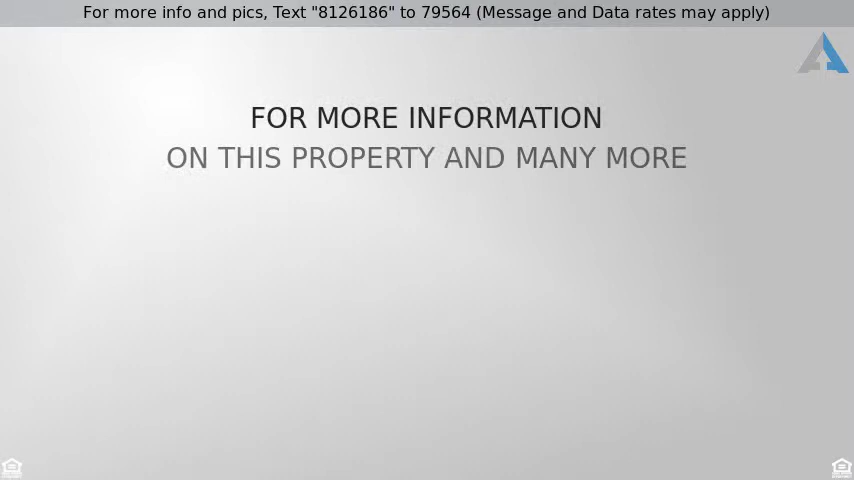 For more info and pics, Text "8126186" to 79564 (Message and Data rates may apply)
FOR MORE INFORMATION
ON THIS PROPERTY AND MANY MORE